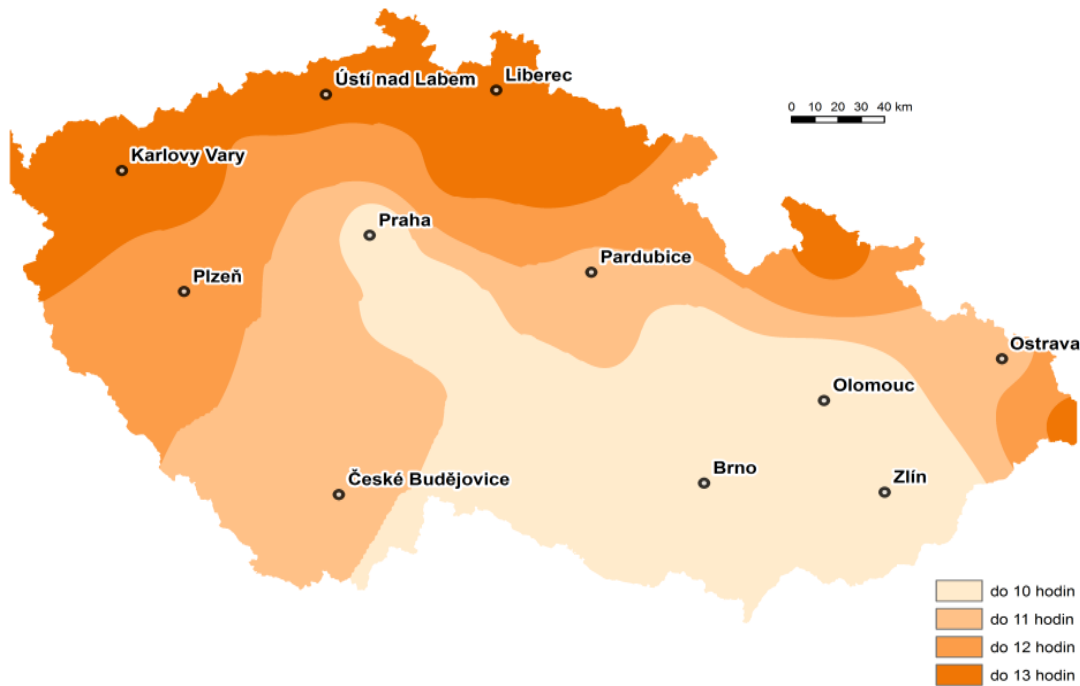 Ústí nad Labem
Liberec
0 10 20 30 40 km
Karlovy Vary
Praha
Pardubice
Plzeň
Ostrava
Olomouc
České Budějovice
Brno
Zlín
do 10 hodin
do 11 hodin
do 12 hodin
do 13 hodin